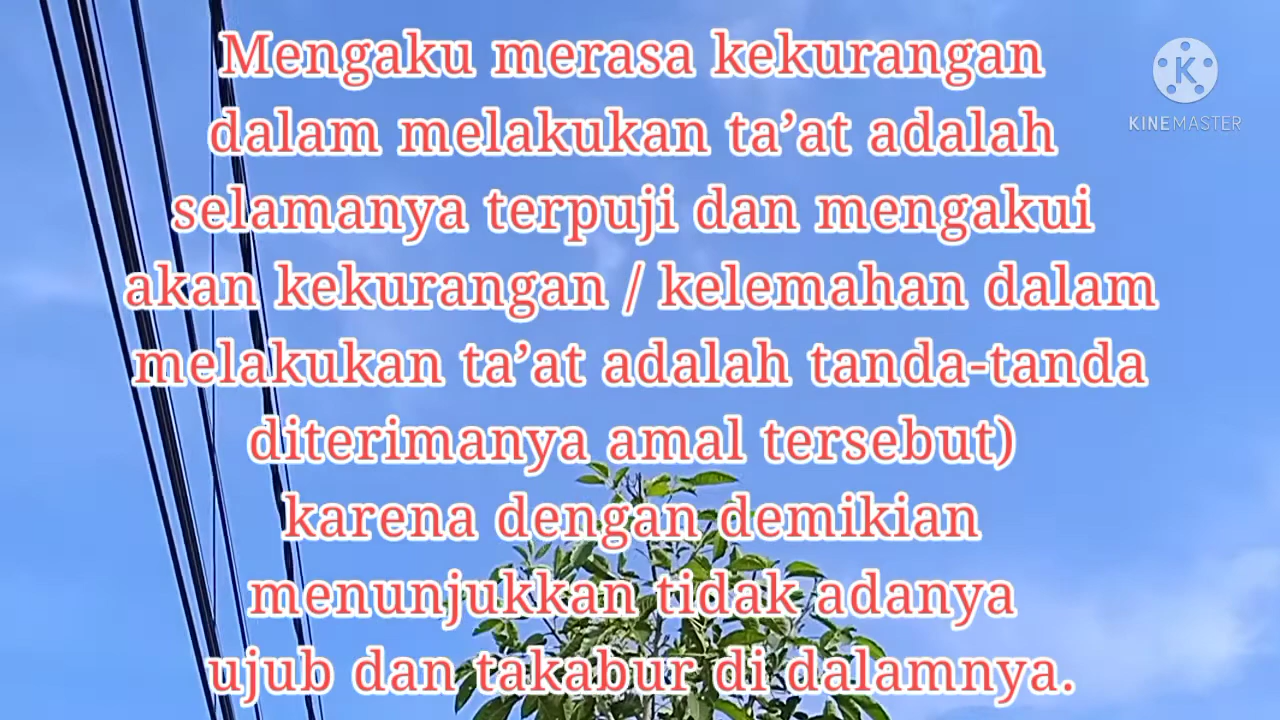 Mengaku merasa kekurangan
dalam melakukan ta’at adalah
selamanya terpuji dan mengakui
akan kekurangan / kelemahan dalam
melakukan ta’at adalah tanda-tanda
diterimanya amal tersebut)
karena dengan demikian
menunjukkan tidak adanya
ujub dan takabur di dalamnya.
K
KINEMASTER